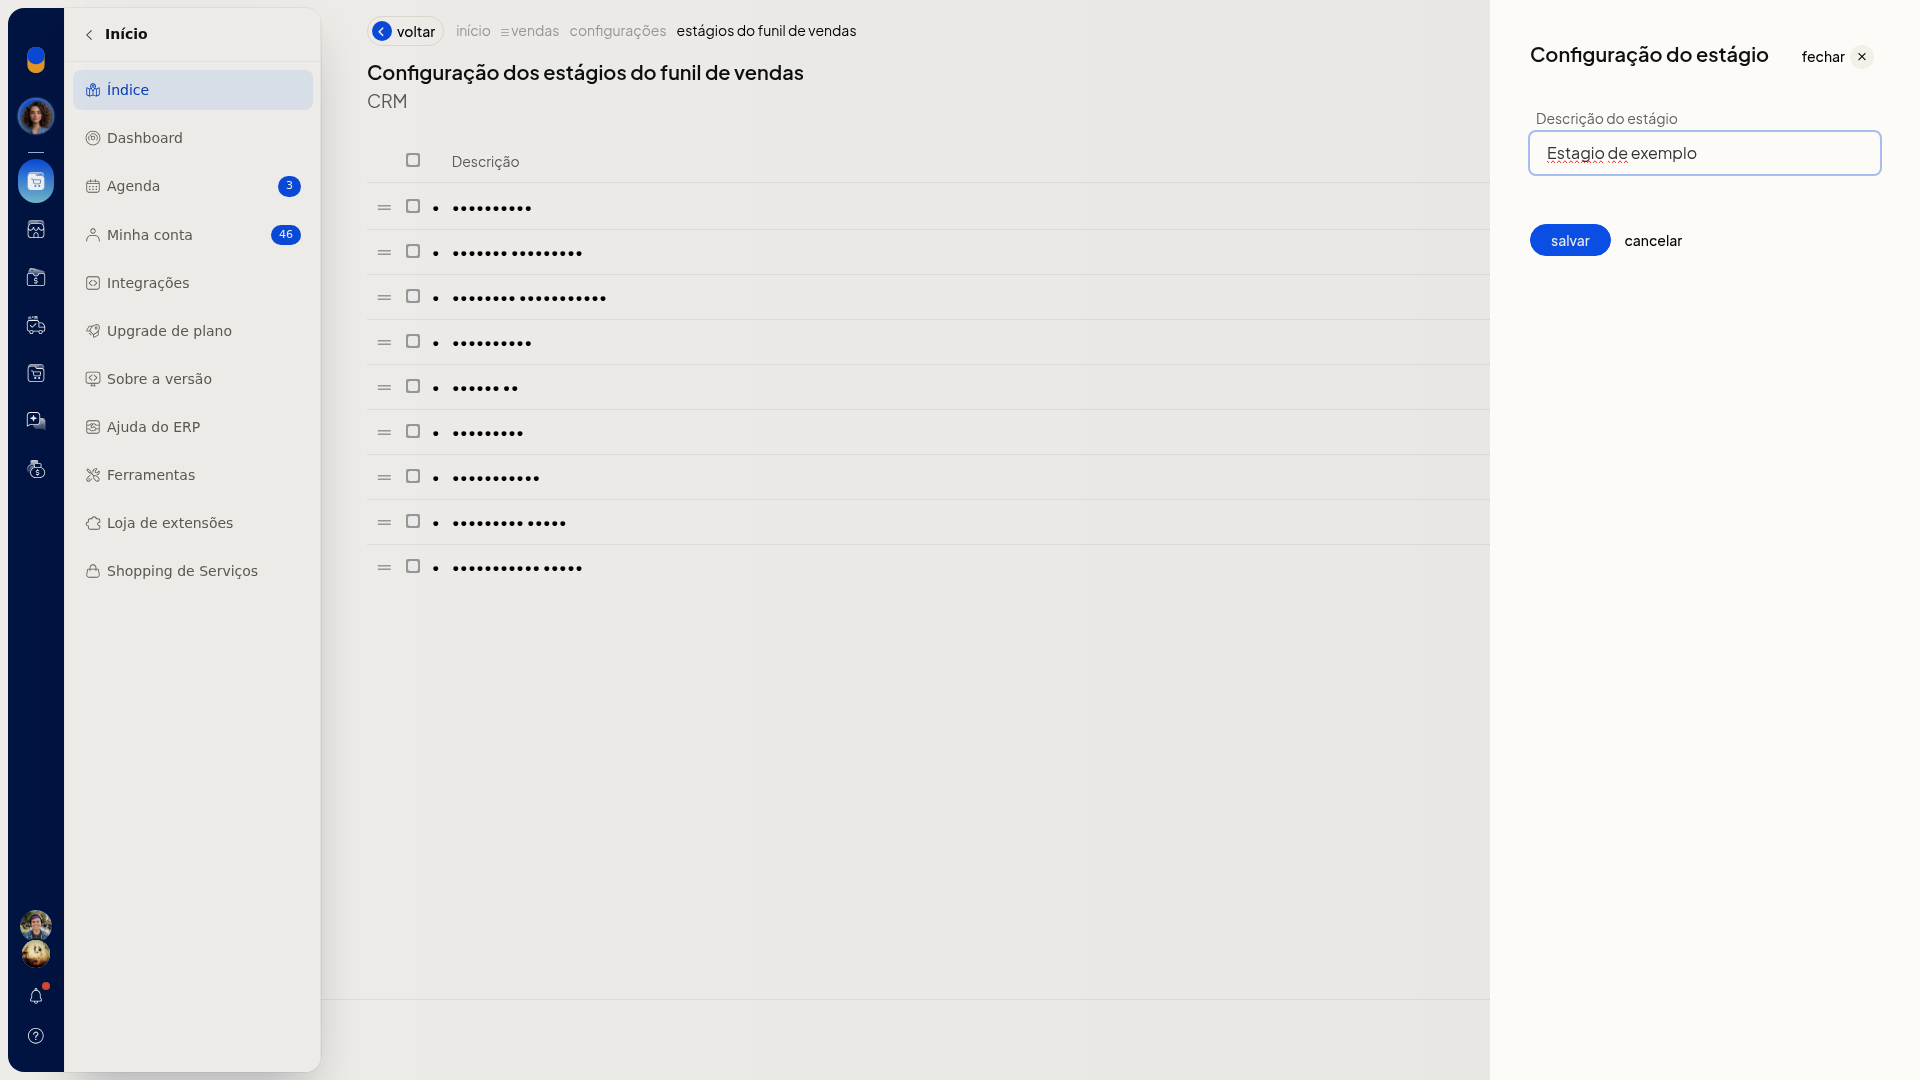 Início
Índice
Dashboard
Agenda 3
Minha conta 46
Integrações
Upgrade de plano
Sobre a versão
Ajuda do ERP
Ferramentas
Loja de extensões
Shopping de Serviços
voltar início vendas configurações estágios do funil de vendas
Configuração dos estágios do funil de vendas
CRM
Descrição
•••••••••• 
••••••• •••••••••
•••••••• •••••••••••
••••••••••
•••••• ••
•••••••••
•••••••••••
••••••••• •••••
••••••••••• •••••
Configuração do estágio fechar
Descrição do estágio
Estagio de exemplo
salvar cancelar